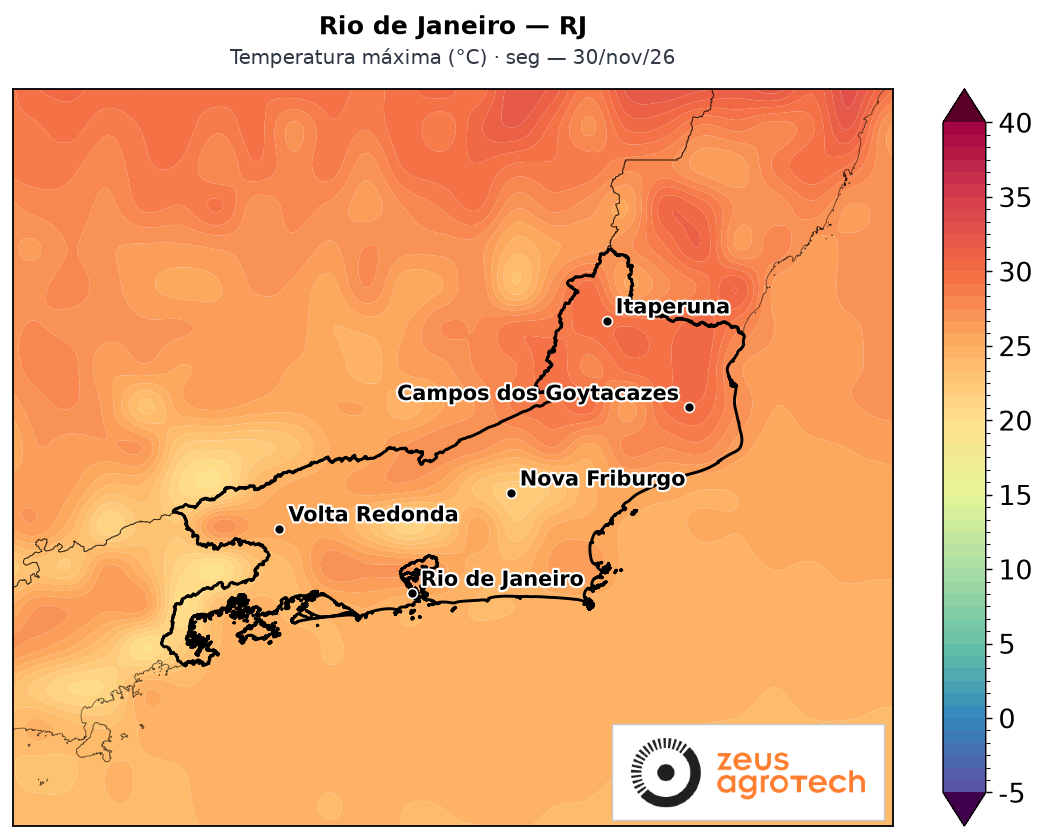 Rio de Janeiro — RJ
Temperatura máxima (°C) · seg — 30/nov/26
Itaperuna
Campos dos Goytacazes
Nova Friburgo
Volta Redonda
Rio de Janeiro
40
35
30
25
20
15
10
5
0
-5
zeus
agrotech